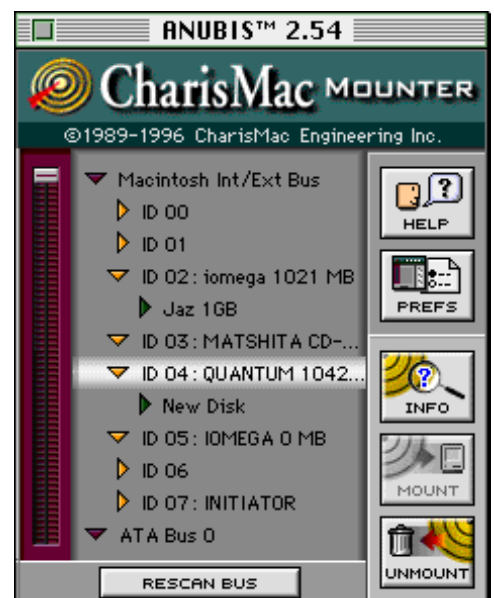 ANUBIS™ 2.54
CharisMac MOUNTER
©1989-1996 CharisMac Engineering Inc.
Macintosh Int/Ext Bus
ID 00
ID 01
ID 02: iomega 1021 MB
Jaz 1GB
ID 03: MATSHITA CD-...
ID 04: QUANTUM 1042...
New Disk
ID 05: IOMEGA 0 MB
ID 06
ID 07: INITIATOR
ATA Bus 0
RESCAN BUS
HELP
PREFS
INFO
MOUNT
UNMOUNT